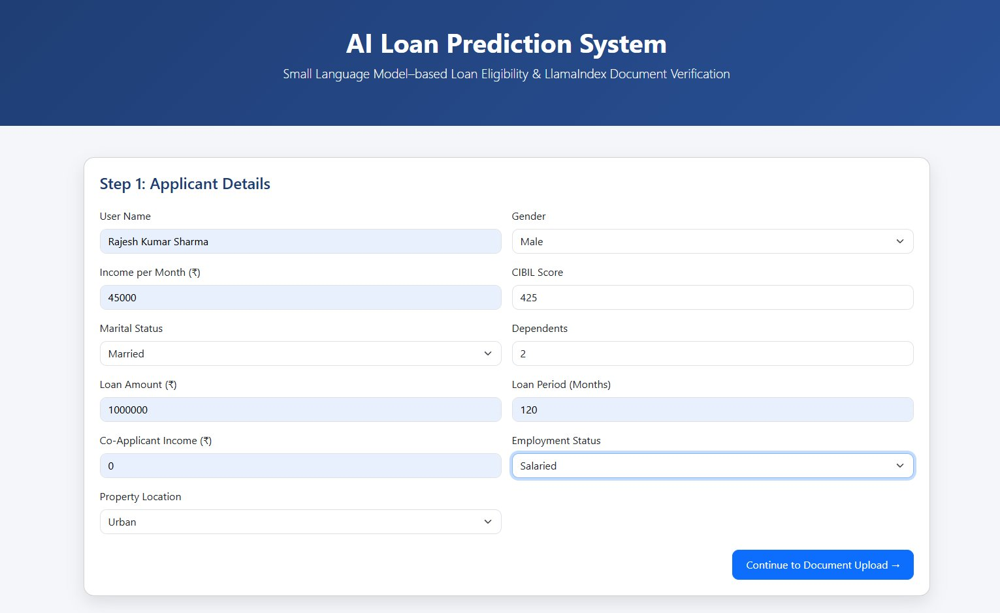 AI Loan Prediction System
Small Language Model–based Loan Eligibility & LlamaIndex Document Verification
Step 1: Applicant Details
User Name
Gender
Rajesh Kumar Sharma
Male
Income per Month (₹)
CIBIL Score
45000
425
Marital Status
Dependents
Married
2
Loan Amount (₹)
Loan Period (Months)
1000000
120
Co-Applicant Income (₹)
Employment Status
0
Salaried
Property Location
Urban
Continue to Document Upload →